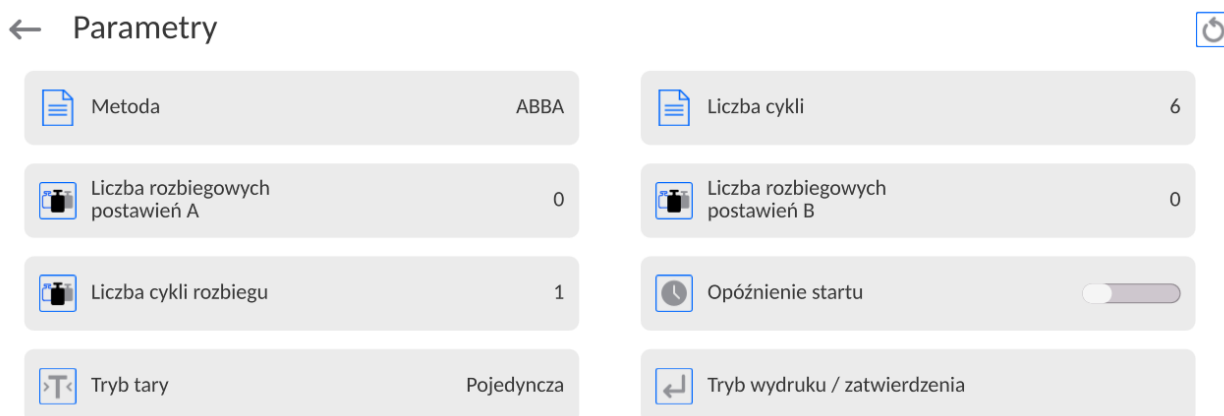 Parametry
Metoda ABBA
Liczba cykli 6
Liczba rozbiegowych
postawień A 0
Liczba rozbiegowych
postawień B 0
Liczba cykli rozbiegu 1
Opóźnienie startu
Tryb tary Pojedyncza
Tryb wydruku / zatwierdzenia